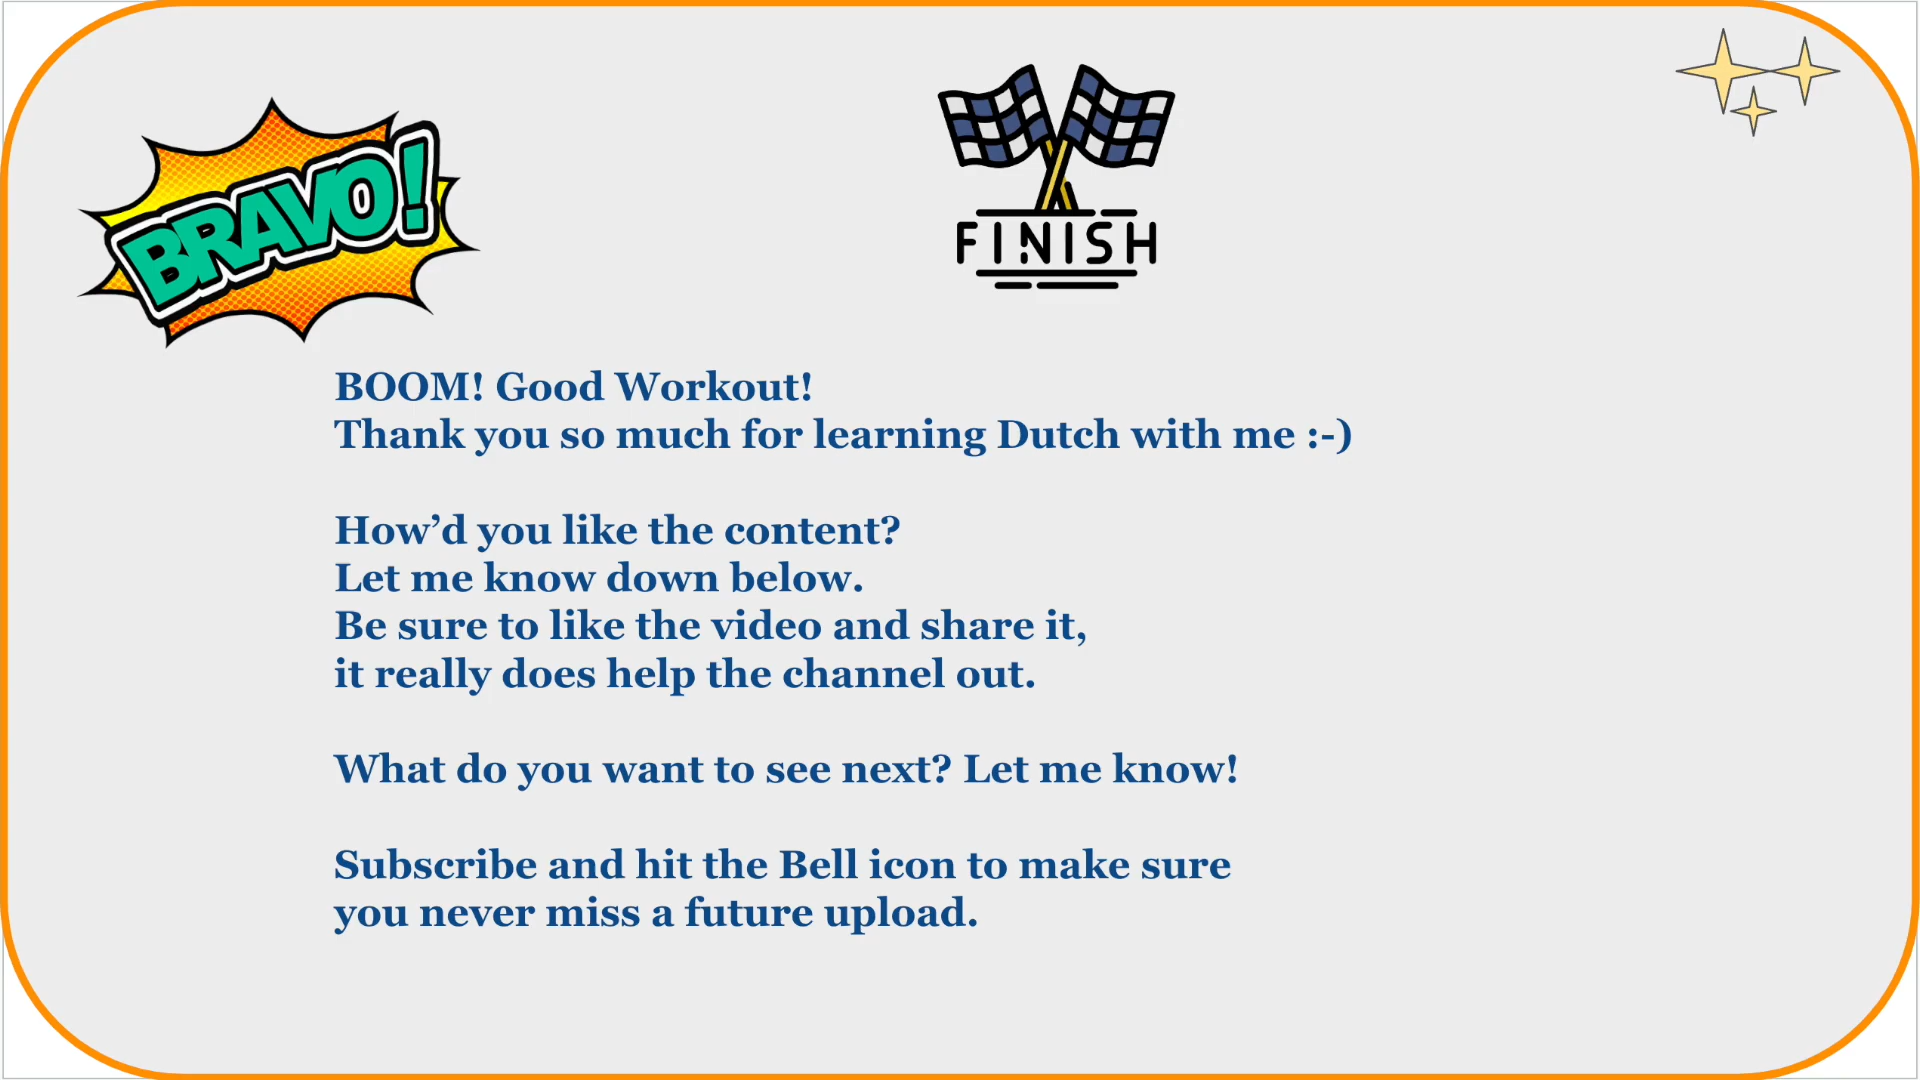 BRAVO!
FINISH
BOOM! Good Workout!
Thank you so much for learning Dutch with me :-)
How’d you like the content?
Let me know down below.
Be sure to like the video and share it,
it really does help the channel out.
What do you want to see next? Let me know!
Subscribe and hit the Bell icon to make sure
you never miss a future upload.